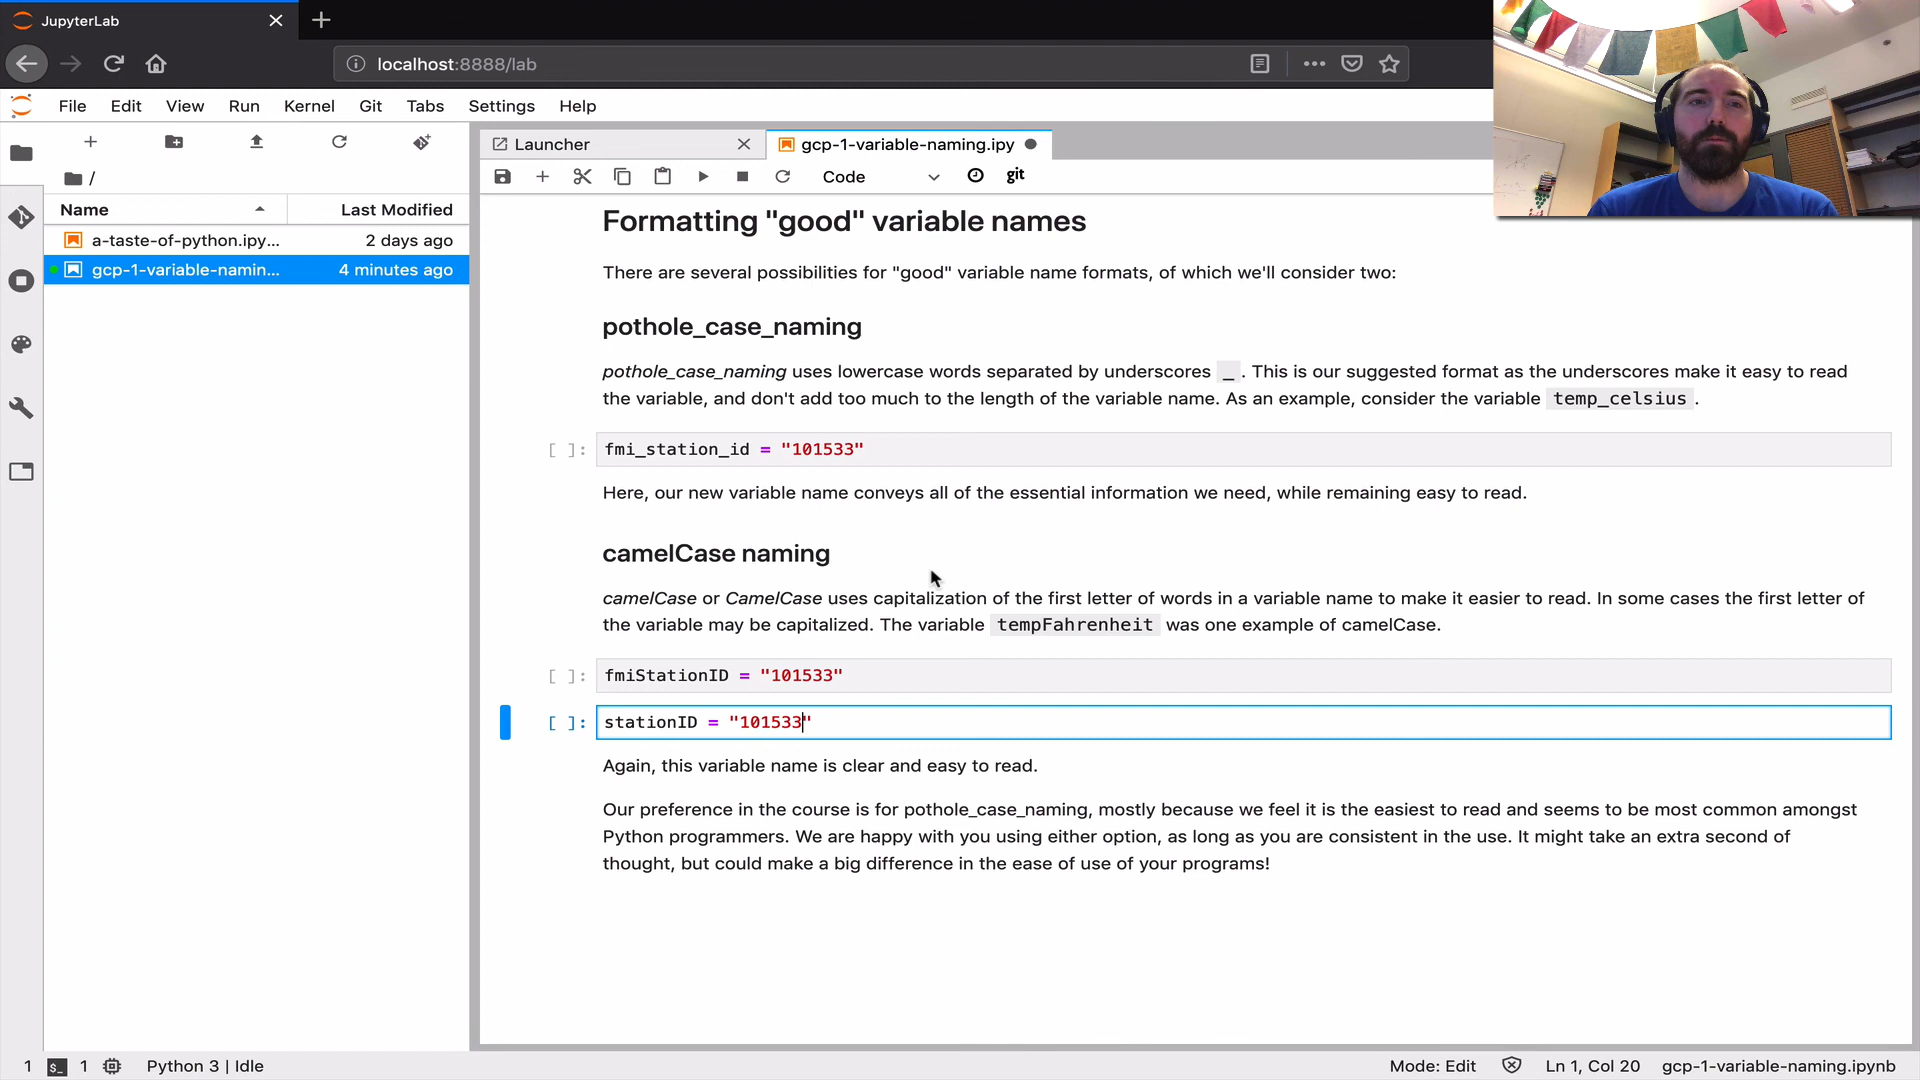 JupyterLab
localhost:8888/lab
File Edit View Run Kernel Git Tabs Settings Help
Launcher
gcp-1-variable-naming.ipy
Code
git
/
Name Last Modified
a-taste-of-python.ipy... 2 days ago
gcp-1-variable-namin... 4 minutes ago
Formatting "good" variable names
There are several possibilities for "good" variable name formats, of which we'll consider two:
pothole_case_naming
pothole_case_naming uses lowercase words separated by underscores _ . This is our suggested format as the underscores make it easy to read
the variable, and don't add too much to the length of the variable name. As an example, consider the variable temp_celsius .
[ ]: fmi_station_id = "101533"
Here, our new variable name conveys all of the essential information we need, while remaining easy to read.
camelCase naming
camelCase or CamelCase uses capitalization of the first letter of words in a variable name to make it easier to read. In some cases the first letter of
the variable may be capitalized. The variable tempFahrenheit was one example of camelCase.
[ ]: fmiStationID = "101533"
[ ]: stationID = "101533"
Again, this variable name is clear and easy to read.
Our preference in the course is for pothole_case_naming, mostly because we feel it is the easiest to read and seems to be most common amongst
Python programmers. We are happy with you using either option, as long as you are consistent in the use. It might take an extra second of
thought, but could make a big difference in the ease of use of your programs!
1 $_ 1 Python 3 | Idle
Mode: Edit Ln 1, Col 20 gcp-1-variable-naming.ipynb